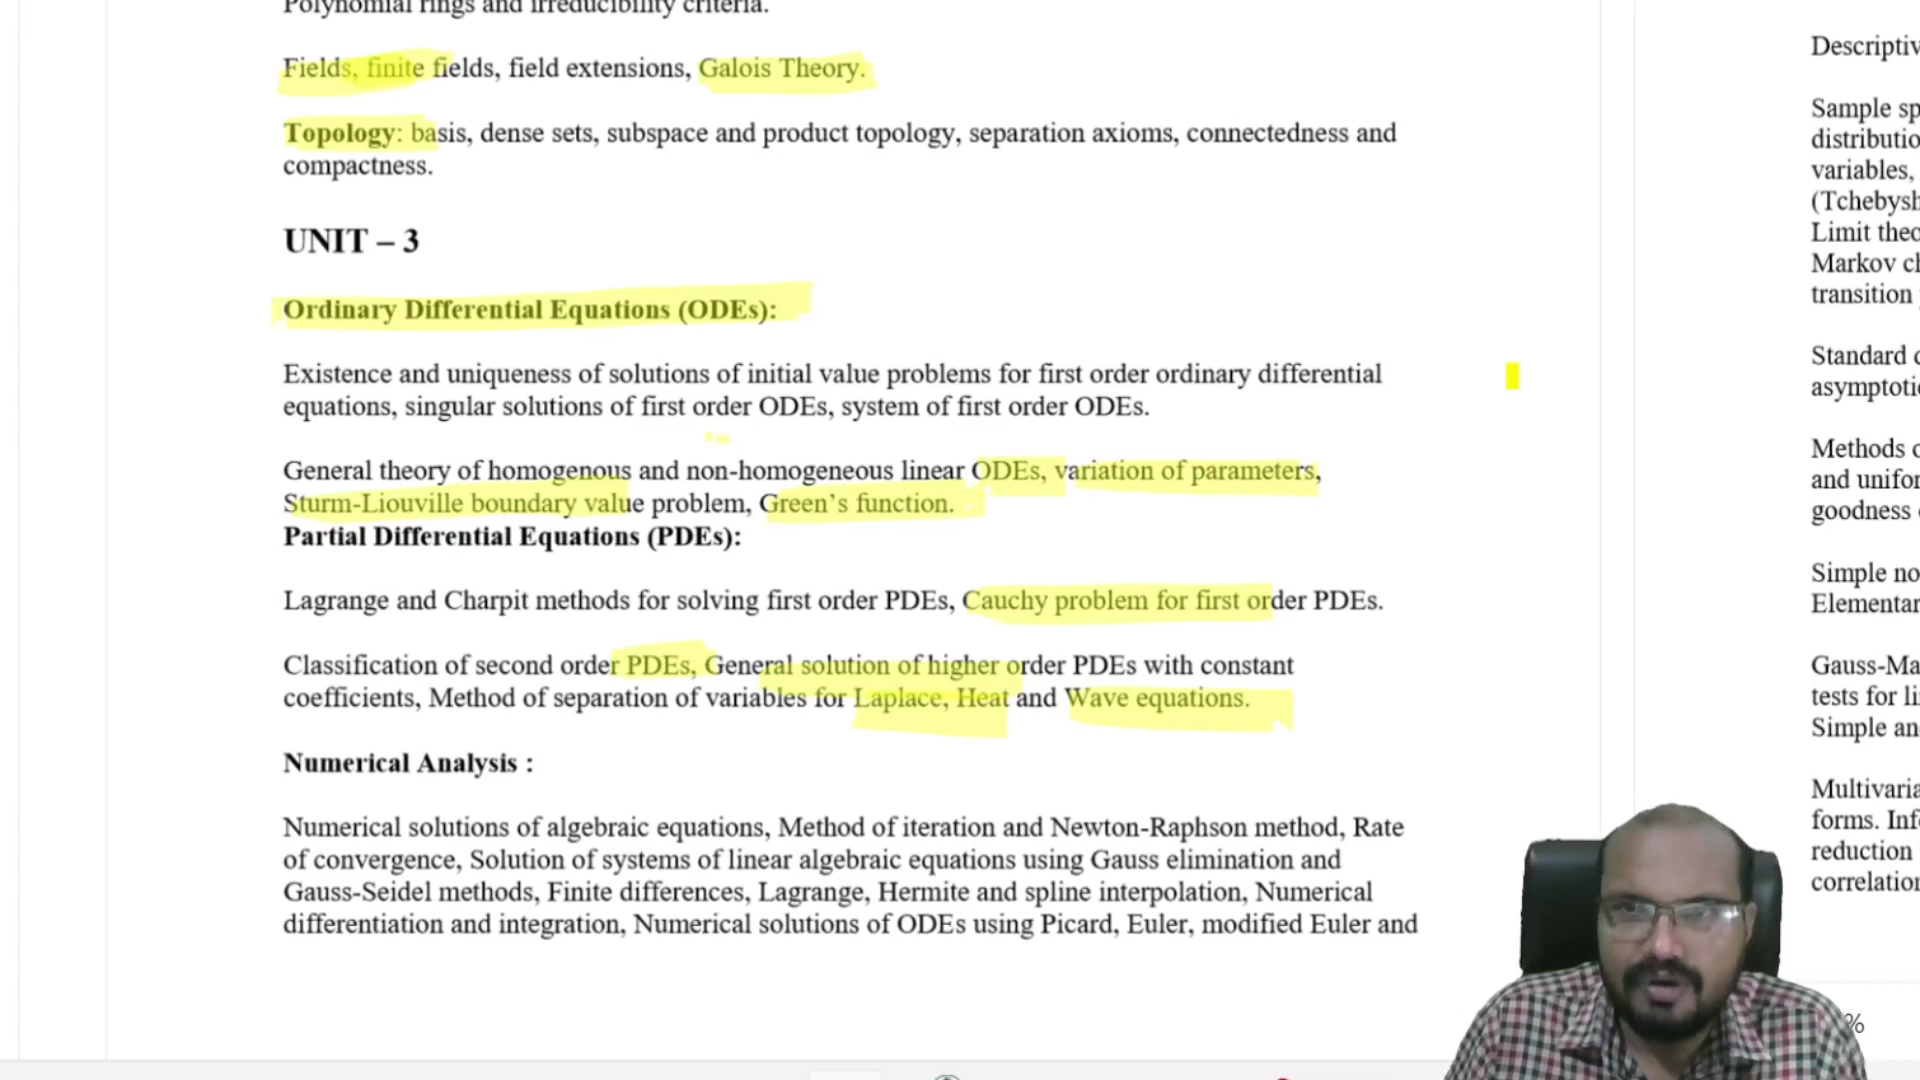 Polynomial rings and irreducibility criteria.
Fields, finite fields, field extensions, Galois Theory.
Topology: basis, dense sets, subspace and product topology, separation axioms, connectedness and
compactness.
UNIT – 3
Ordinary Differential Equations (ODEs):
Existence and uniqueness of solutions of initial value problems for first order ordinary differential
equations, singular solutions of first order ODEs, system of first order ODEs.
General theory of homogenous and non-homogeneous linear ODEs, variation of parameters,
Sturm-Liouville boundary value problem, Green’s function.
Partial Differential Equations (PDEs):
Lagrange and Charpit methods for solving first order PDEs, Cauchy problem for first order PDEs.
Classification of second order PDEs, General solution of higher order PDEs with constant
coefficients, Method of separation of variables for Laplace, Heat and Wave equations.
Numerical Analysis :
Numerical solutions of algebraic equations, Method of iteration and Newton-Raphson method, Rate
of convergence, Solution of systems of linear algebraic equations using Gauss elimination and
Gauss-Seidel methods, Finite differences, Lagrange, Hermite and spline interpolation, Numerical
differentiation and integration, Numerical solutions of ODEs using Picard, Euler, modified Euler and
Descriptiv
Sample sp
distributio
variables,
(Tchebysh
Limit theo
Markov ch
transition
Standard
asymptotic
Methods
and unifor
goodness
Simple no
Elementar
Gauss-Ma
tests for li
Simple an
Multivaria
forms. Inf
reduction
correlation
%